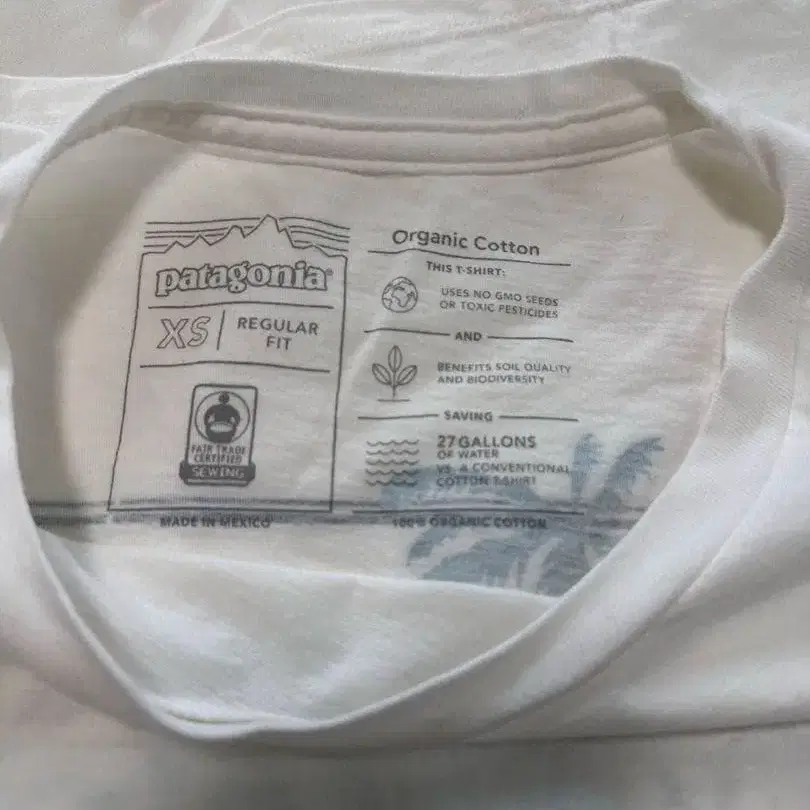 patagonia®
XS
REGULAR
FIT
FAIR TRADE
CERTIFIED
SEWING
MADE IN MEXICO
Organic Cotton
THIS T-SHIRT:
USES NO GMO SEEDS
OR TOXIC PESTICIDES
AND
BENEFITS SOIL QUALITY
AND BIODIVERSITY
SAVING
27 GALLONS
OF WATER
VS. A CONVENTIONAL
COTTON T-SHIRT
100% ORGANIC COTTON